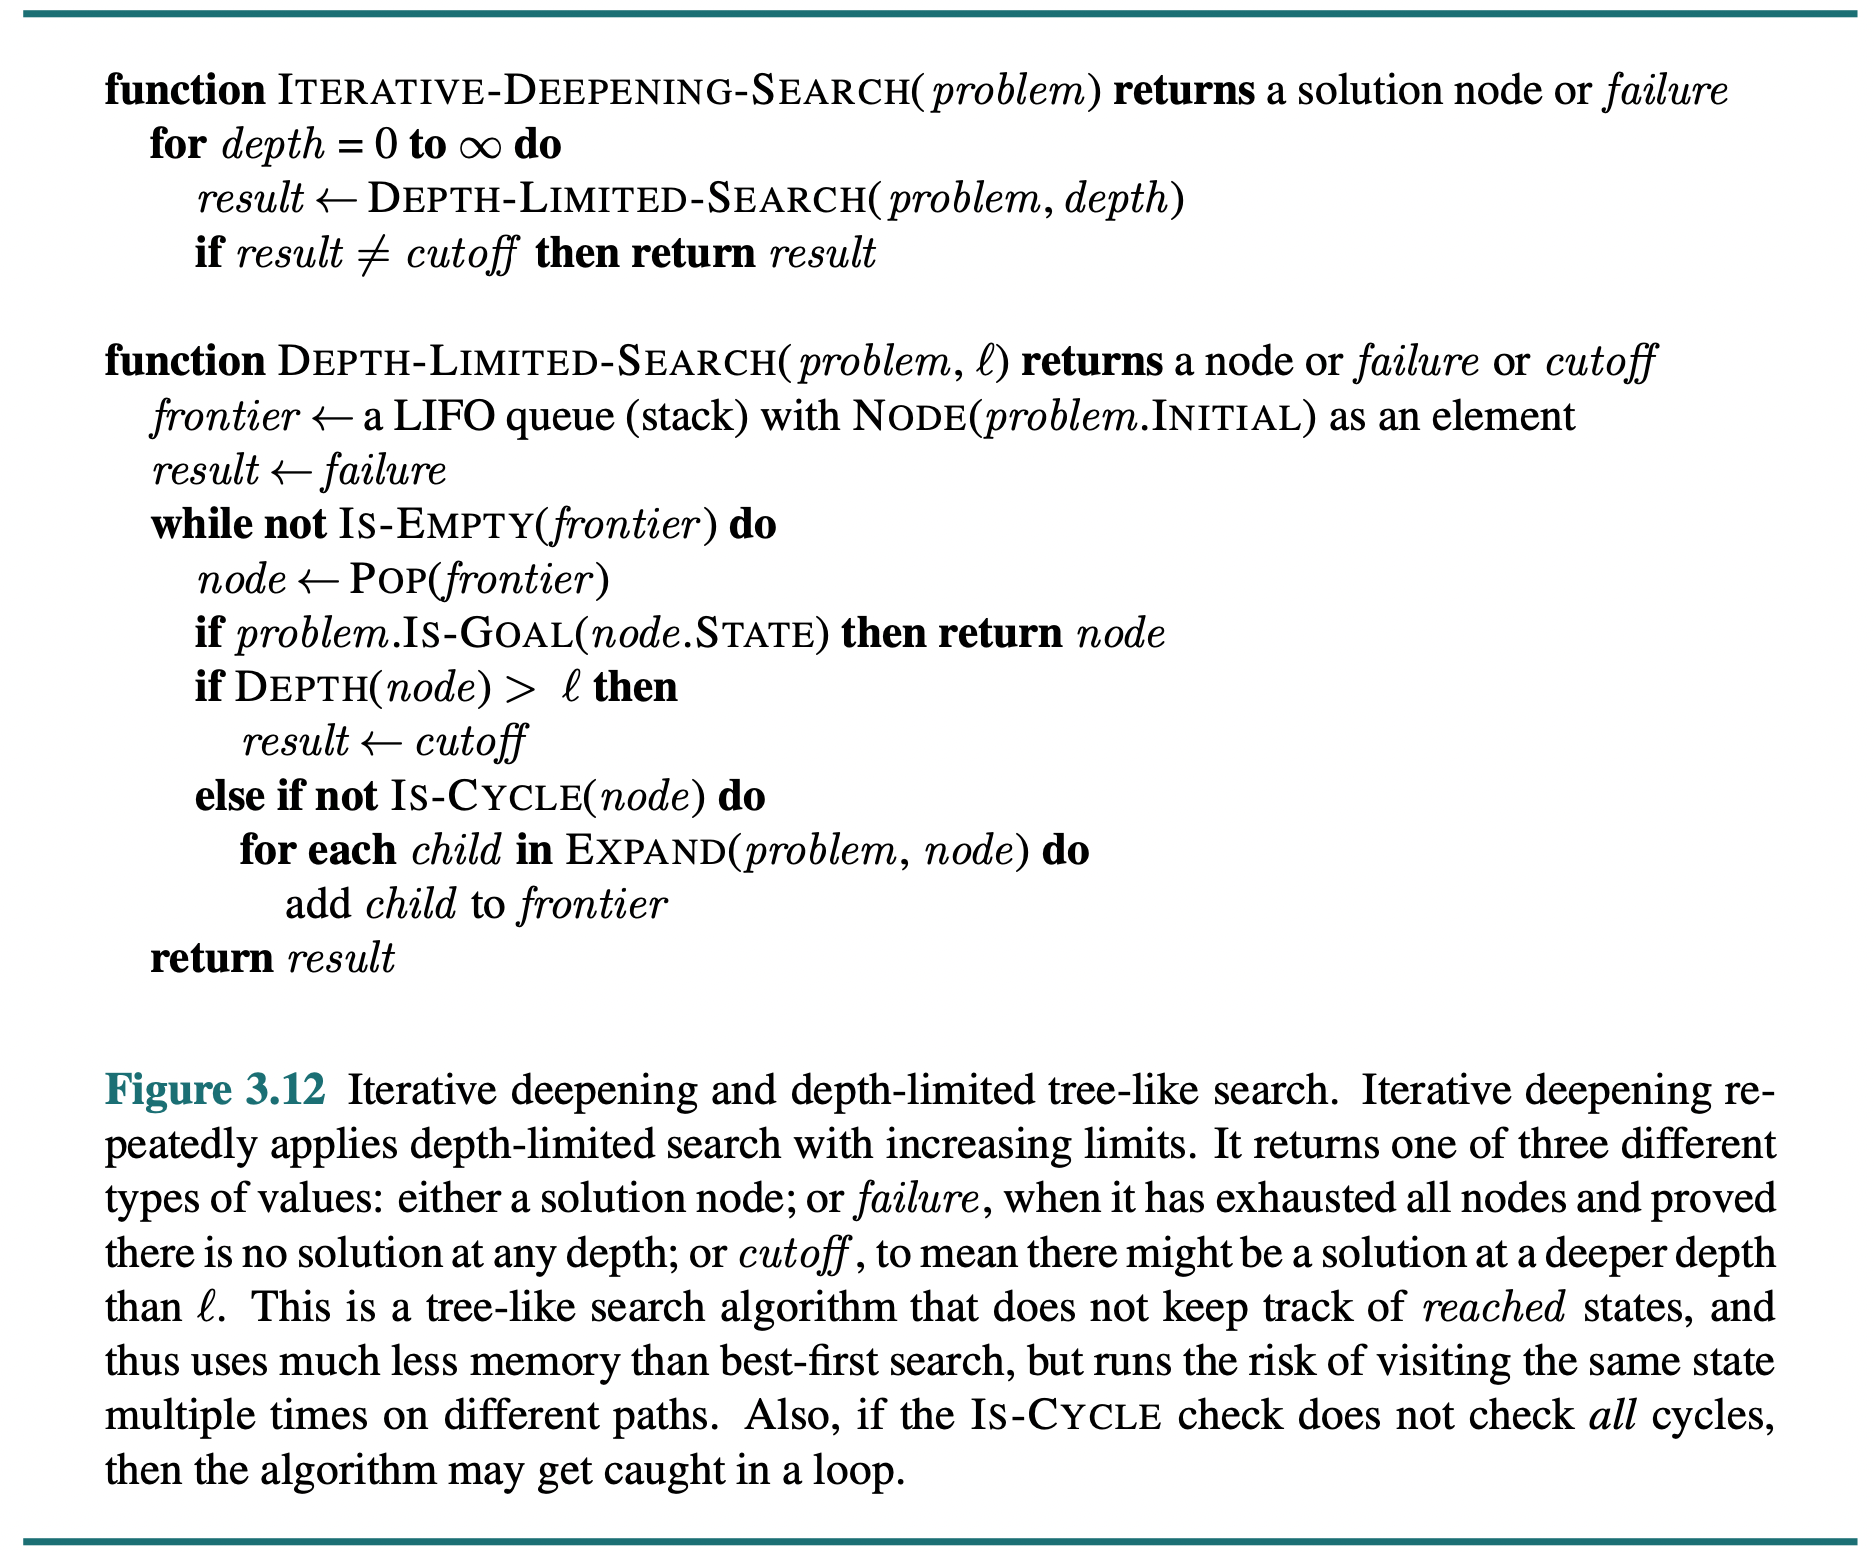 function ITERATIVE-DEEPENING-SEARCH(problem) returns a solution node or failure
for depth = 0 to ∞ do
result ← DEPTH-LIMITED-SEARCH(problem, depth)
if result ≠ cutoff then return result
function DEPTH-LIMITED-SEARCH(problem, ℓ) returns a node or failure or cutoff
frontier ← a LIFO queue (stack) with NODE(problem.INITIAL) as an element
result ← failure
while not IS-EMPTY(frontier) do
node ← POP(frontier)
if problem.IS-GOAL(node.STATE) then return node
if DEPTH(node) > ℓ then
result ← cutoff
else if not IS-CYCLE(node) do
for each child in EXPAND(problem, node) do
add child to frontier
return result
Figure 3.12 Iterative deepening and depth-limited tree-like search. Iterative deepening re-
peatedly applies depth-limited search with increasing limits. It returns one of three different
types of values: either a solution node; or failure, when it has exhausted all nodes and proved
there is no solution at any depth; or cutoff, to mean there might be a solution at a deeper depth
than ℓ. This is a tree-like search algorithm that does not keep track of reached states, and
thus uses much less memory than best-first search, but runs the risk of visiting the same state
multiple times on different paths. Also, if the IS-CYCLE check does not check all cycles,
then the algorithm may get caught in a loop.